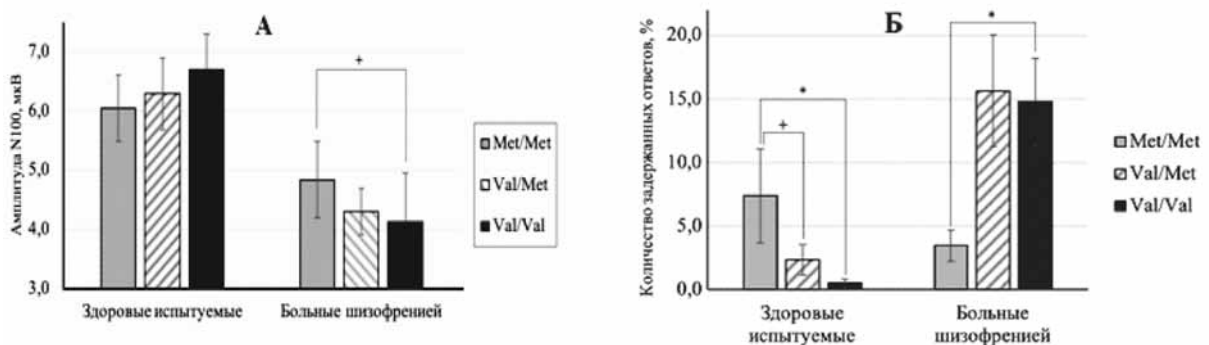 А
Амплитуда N100, мкВ
7,0
6,0
5,0
4,0
3,0
+
Здоровые испытуемые
Больные шизофренией
Met/Met
Val/Met
Val/Val
Б
Количество задержанных ответов, %
20,0
15,0
10,0
5,0
0,0
*
+
*
Здоровые
испытуемые
Больные
шизофренией
Met/Met
Val/Met
Val/Val